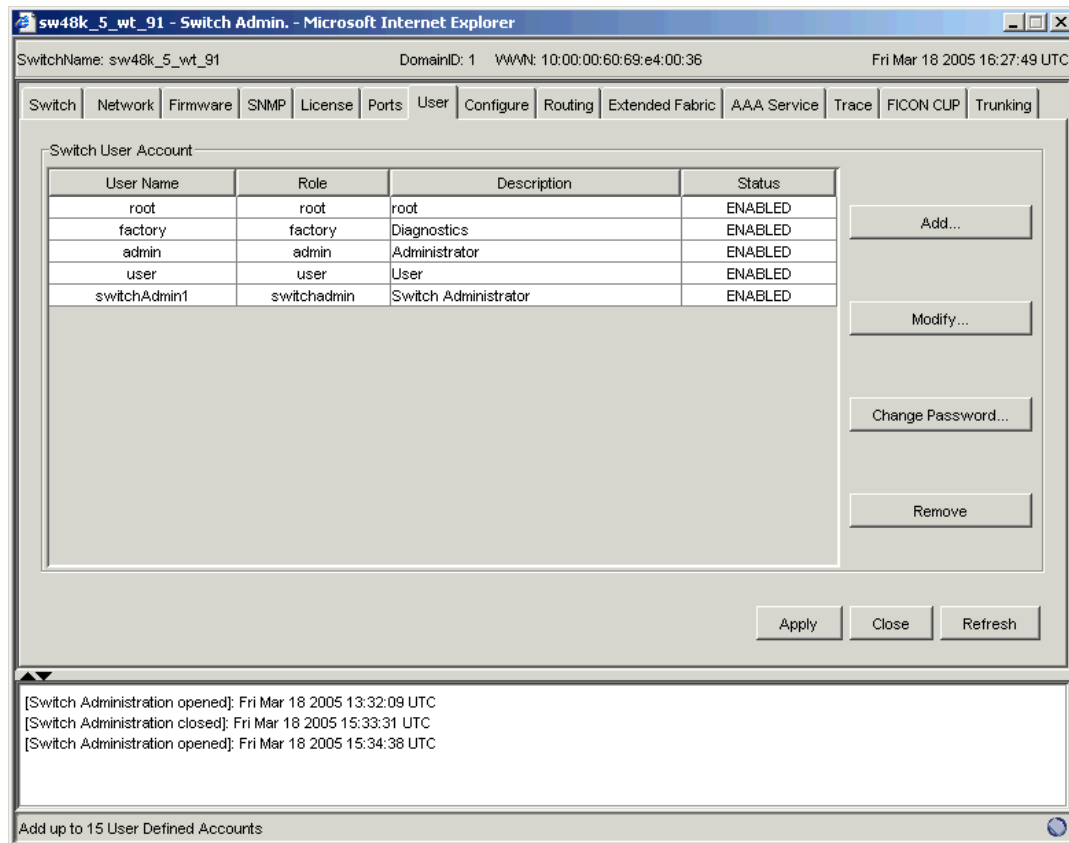 sw48k_5_wt_91 - Switch Admin. - Microsoft Internet Explorer
SwitchName: sw48k_5_wt_91 DomainID: 1 WWN: 10:00:00:60:69:e4:00:36 Fri Mar 18 2005 16:27:49 UTC
Switch Network Firmware SNMP License Ports User Configure Routing Extended Fabric AAA Service Trace FICON CUP Trunking
Switch User Account
User Name Role Description Status
root root root ENABLED
factory factory Diagnostics ENABLED
admin admin Administrator ENABLED
user user User ENABLED
switchAdmin1 switchadmin Switch Administrator ENABLED
Add...
Modify...
Change Password...
Remove
Apply Close Refresh
[Switch Administration opened]: Fri Mar 18 2005 13:32:09 UTC
[Switch Administration closed]: Fri Mar 18 2005 15:33:31 UTC
[Switch Administration opened]: Fri Mar 18 2005 15:34:38 UTC
Add up to 15 User Defined Accounts